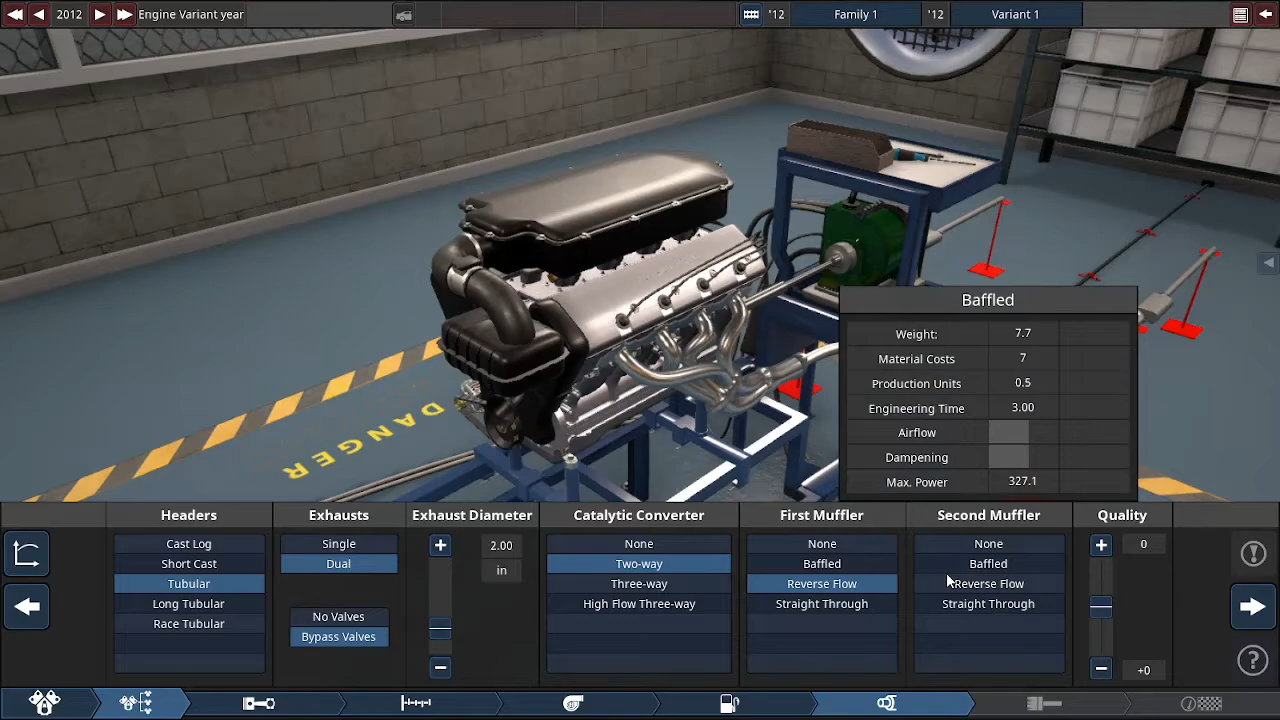 2012 Engine Variant year '12 Family 1 '12 Variant 1
DANGER
Baffled
Weight: 7.7
Material Costs 7
Production Units 0.5
Engineering Time 3.00
Airflow
Dampening
Max. Power 327.1
Headers
Cast Log
Short Cast
Tubular
Long Tubular
Race Tubular
Exhausts
Single
Dual
No Valves
Bypass Valves
Exhaust Diameter
2.00
in
Catalytic Converter
None
Two-way
Three-way
High Flow Three-way
First Muffler
None
Baffled
Reverse Flow
Straight Through
Second Muffler
None
Baffled
Reverse Flow
Straight Through
Quality
0
+0